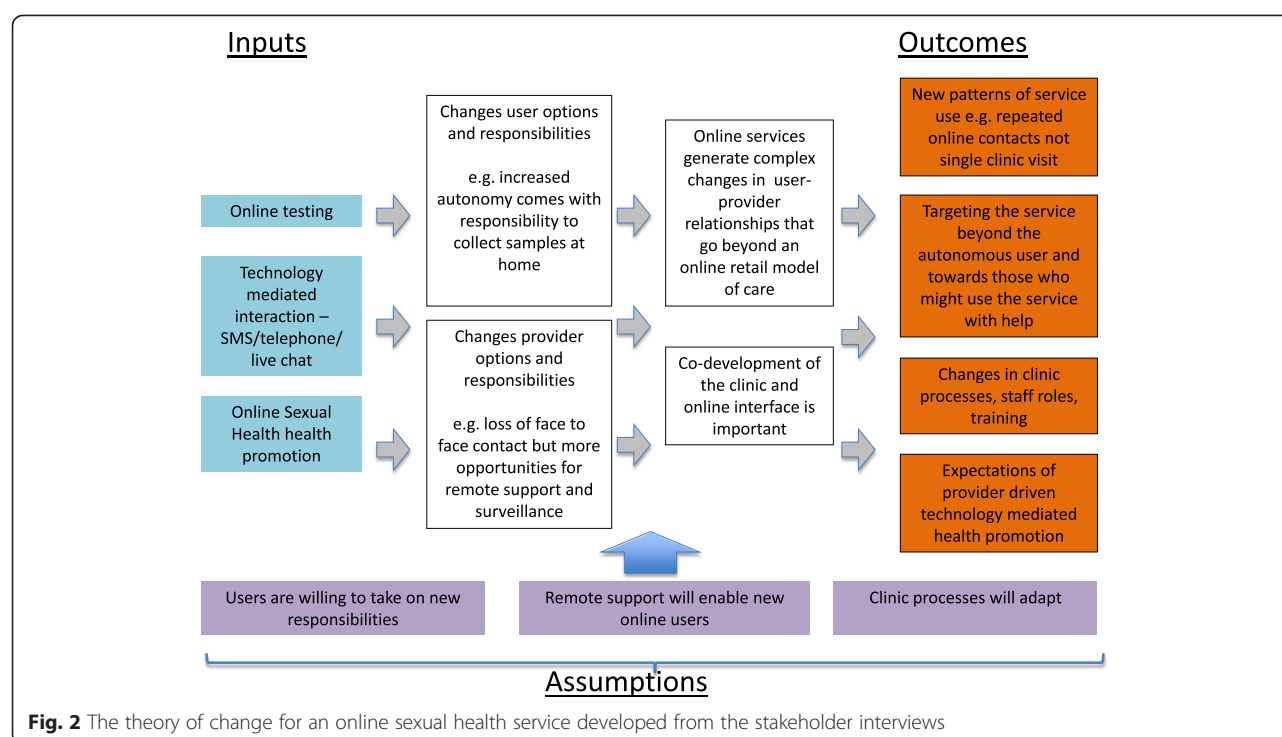 Inputs
Outcomes
Online testing
Technology
mediated
interaction –
SMS/telephone/
live chat
Online Sexual
Health health
promotion
Changes user options
and responsibilities
e.g. increased
autonomy comes with
responsibility to
collect samples at
home
Changes provider
options and
responsibilities
e.g. loss of face to
face contact but more
opportunities for
remote support and
surveillance
Online services
generate complex
changes in user-
provider
relationships that
go beyond an
online retail model
of care
Co-development of
the clinic and
online interface is
important
New patterns of service
use e.g. repeated
online contacts not
single clinic visit
Targeting the service
beyond the
autonomous user and
towards those who
might use the service
with help
Changes in clinic
processes, staff roles,
training
Expectations of
provider driven
technology mediated
health promotion
Users are willing to take on new
responsibilities
Remote support will enable new
online users
Clinic processes will adapt
Assumptions
Fig. 2 The theory of change for an online sexual health service developed from the stakeholder interviews